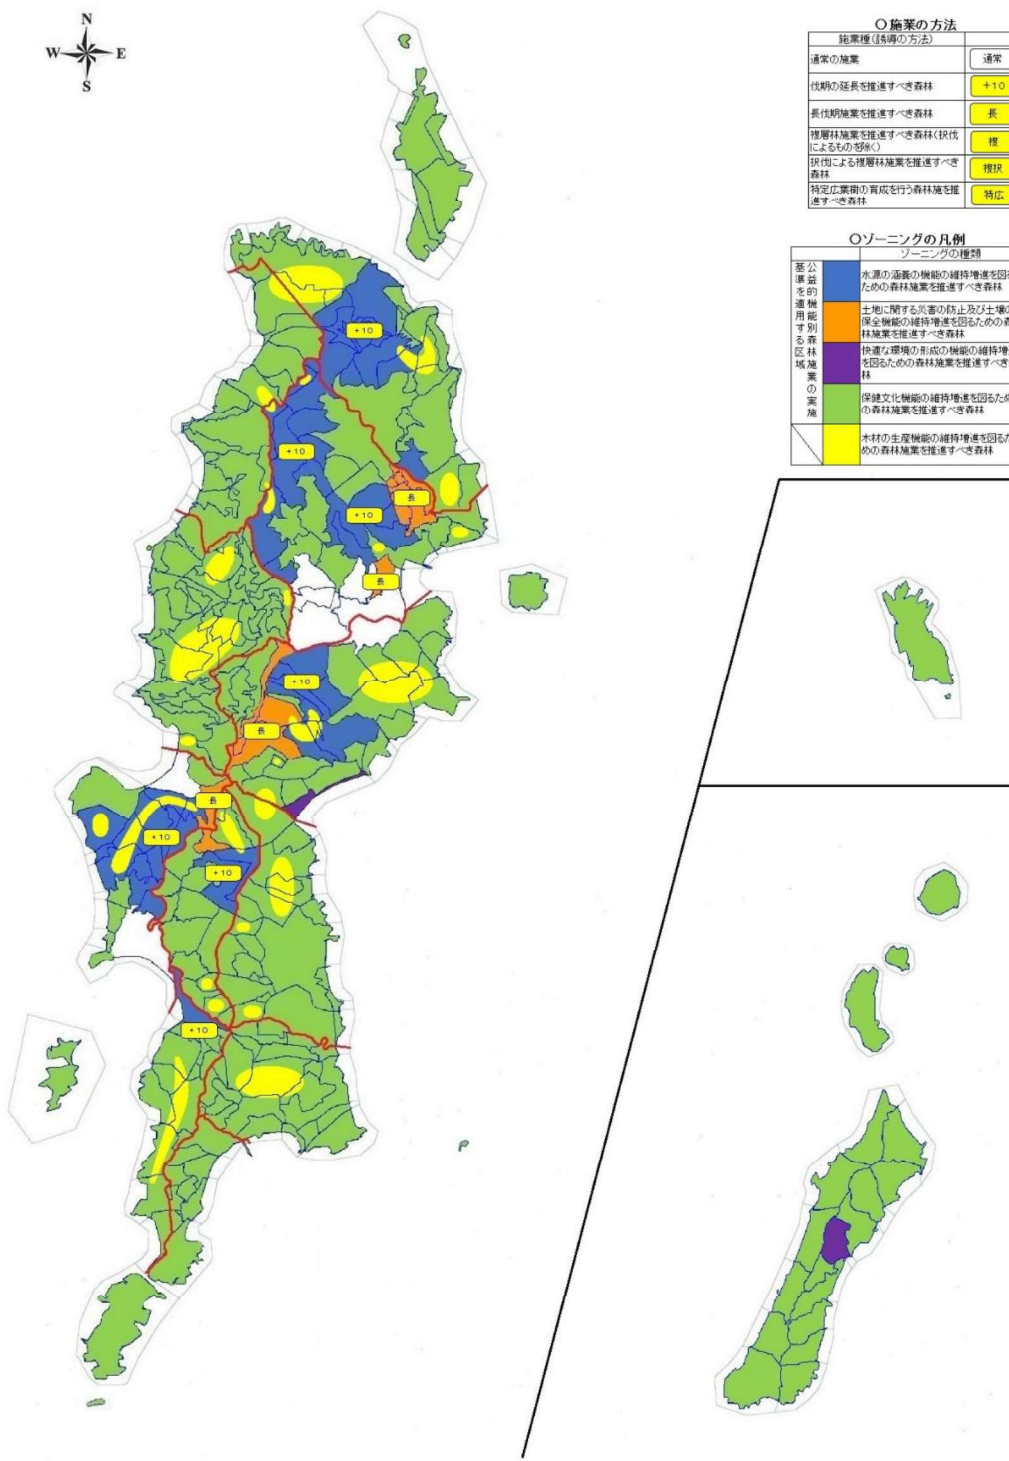 N
W E
S
〇施業の方法
施業種(誘導の方法)
通常の施業 通常
伐期の延長を推進すべき森林 +10
長伐期施業を推進すべき森林 長
複層林施業を推進すべき森林(択伐
によるものを除く) 複
択伐による複層林施業を推進すべき
森林 複択
特定広葉樹の育成を行う森林施を推
進すべき森林 特広
〇ゾーニングの凡例
ゾーニングの種類
公益的機能別森林施業の実施
基準を適用する区域
水源の涵養の機能の維持増進を図る
ための森林施業を推進すべき森林
土地に関する災害の防止及び土壌の
保全機能の維持増進を図るための森
林施業を推進すべき森林
快適な環境の形成の機能の維持増
を図るための森林施業を推進すべき
林
保健文化機能の維持増進を図るため
の森林施業を推進すべき森林
木材の生産機能の維持増進を図るた
めの森林施業を推進すべき森林
+10
+10
長
+10
長
+10
長
長
+10
+10
+10